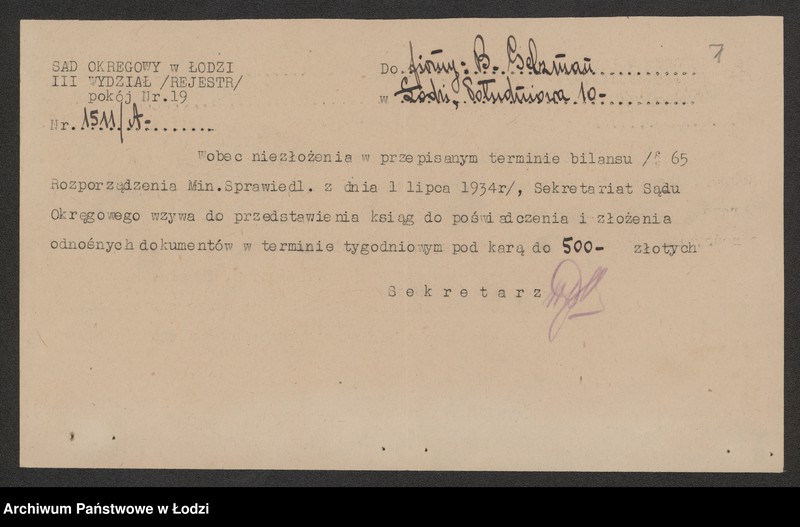 7
SAD OKREGOWY w ŁODZI
III WYDZIAŁ /REJESTR/
pokój Nr.19
Nr. 1511/A-
Do firmy: B.
w Łodzi, Południowa 10-
Wobec niezłożenia w przepisanym terminie bilansu /§ 65
Rozporządzenia Min.Sprawiedl. z dnia 1 lipca 1934r/, Sekretariat Sądu
Okręgowego wzywa do przedstawienia ksiąg do poświadczenia i złożenia
odnośnych dokumentów w terminie tygodniowym pod karą do 500- złotych
Sekretarz
Archiwum Państwowe w Łodzi